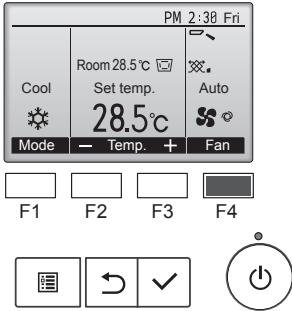 PM 2:30 Fri
Room 28.5℃
Cool Set temp. Auto
28.5℃
Mode − Temp. + Fan
F1 F2 F3 F4